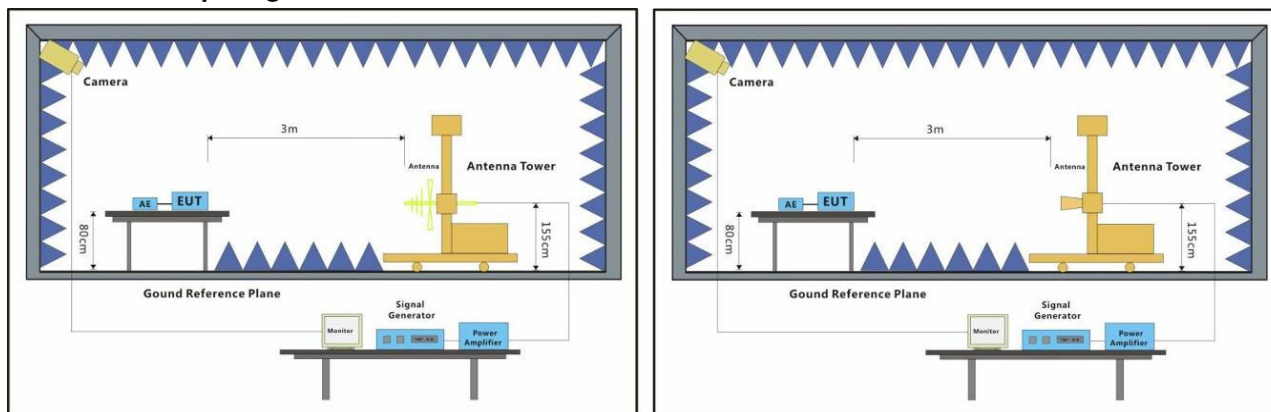 Camera
3m
Antenna
Antenna Tower
AE
EUT
80cm
155cm
Gound Reference Plane
Signal
Generator
Monitor
Power
Amplifier
Camera
3m
Antenna
Antenna Tower
AE
EUT
80cm
155cm
Gound Reference Plane
Signal
Generator
Monitor
Power
Amplifier